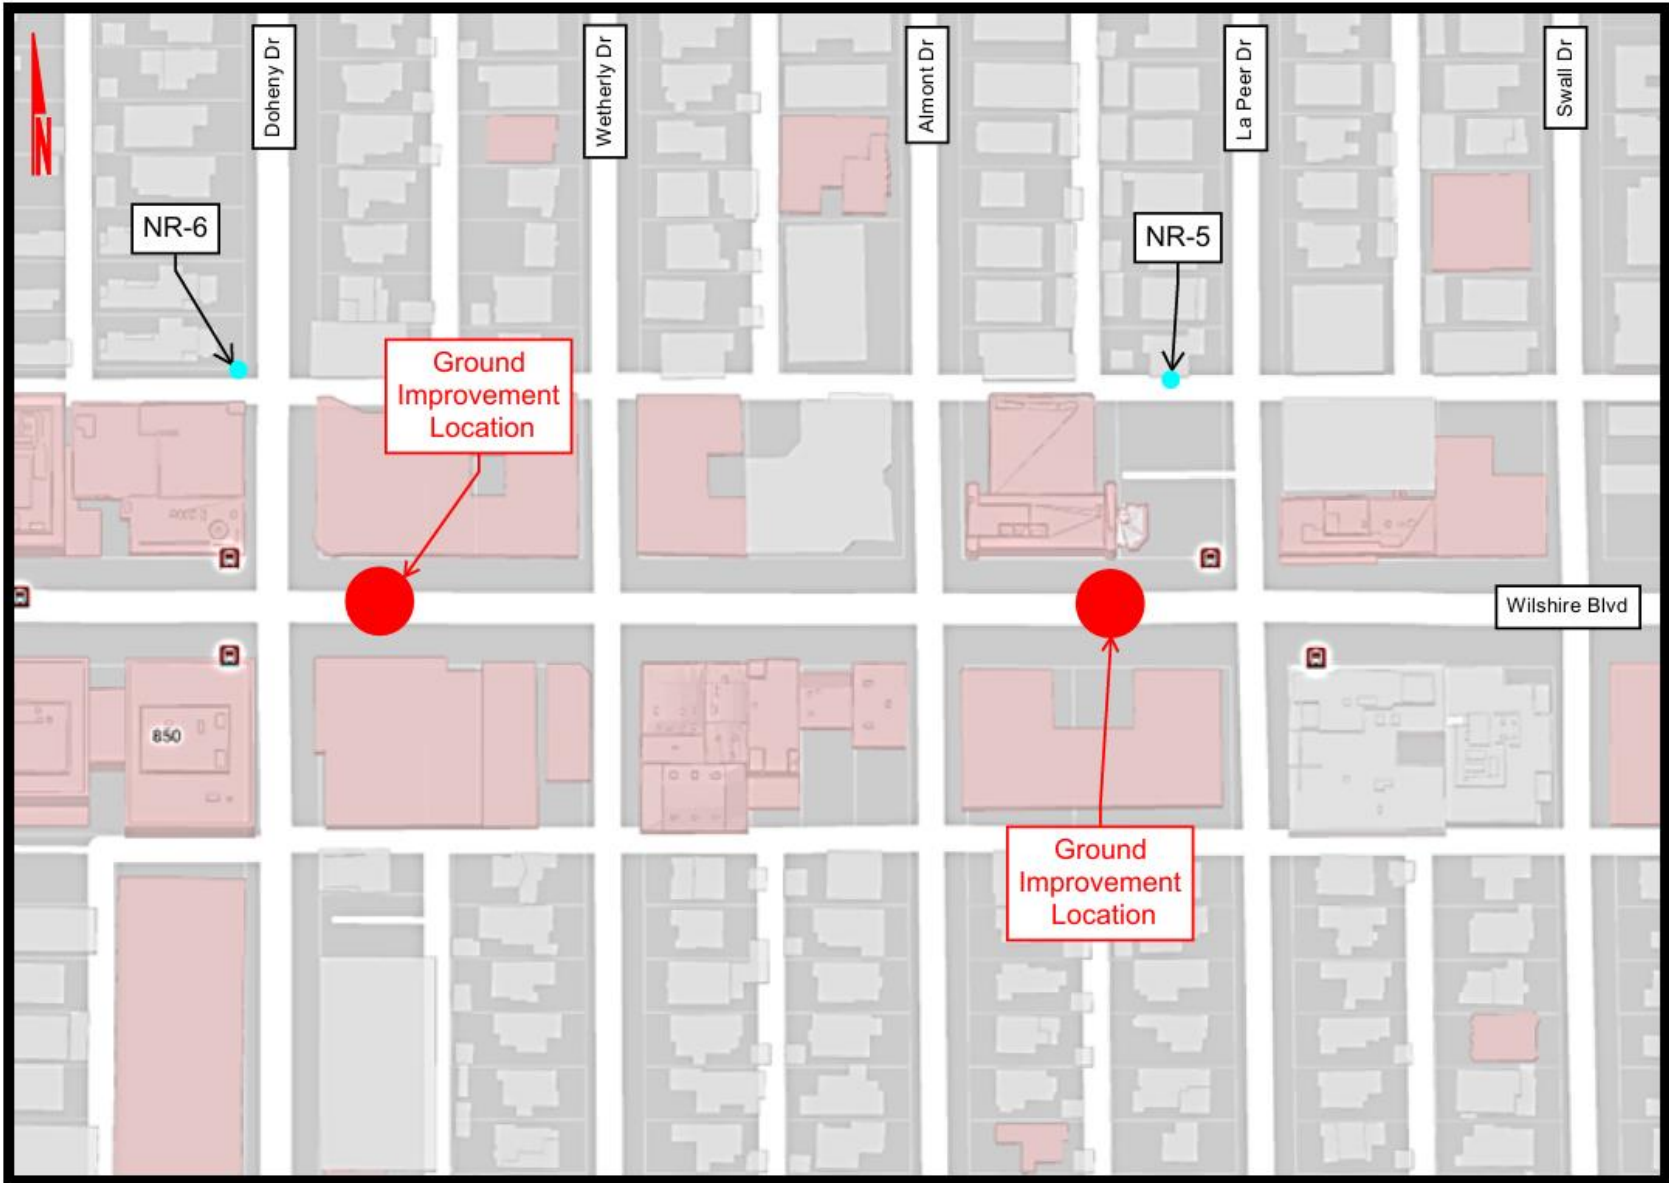 Doheny Dr
Wetherly Dr
Almont Dr
La Peer Dr
Swall Dr
N
NR-6
NR-5
Ground
Improvement
Location
Wilshire Blvd
850
Ground
Improvement
Location